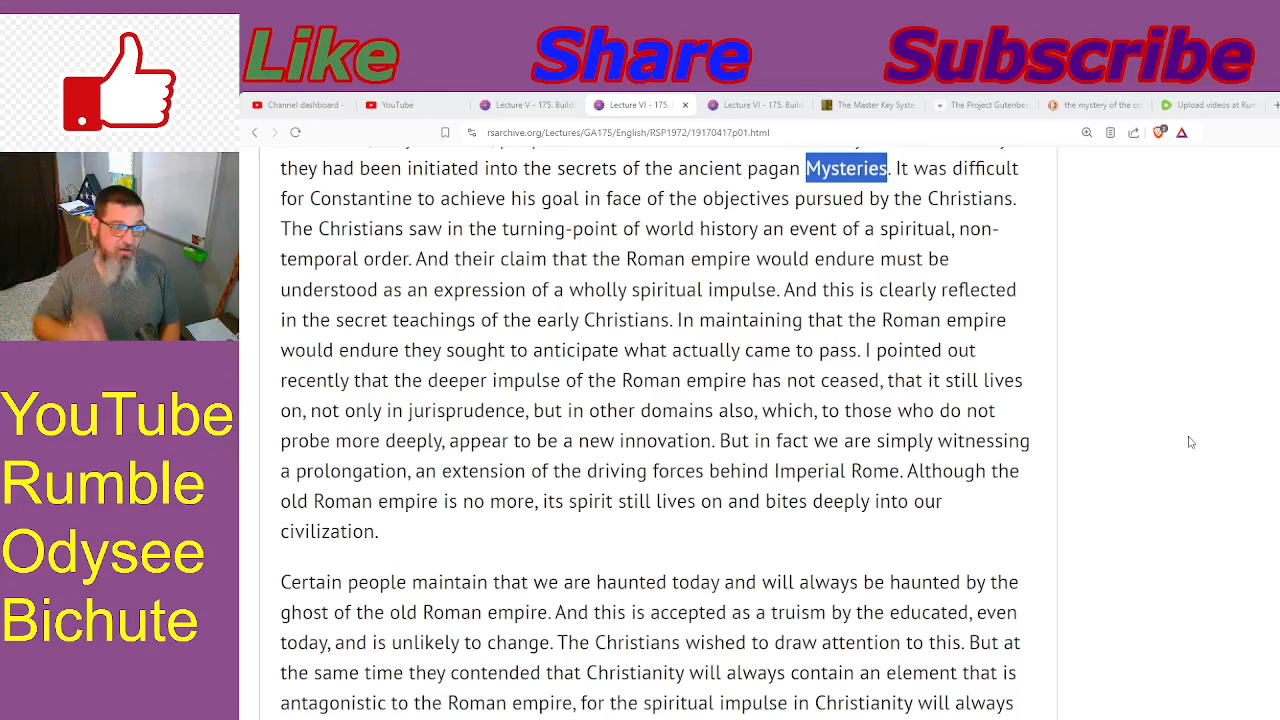 Like Share Subscribe
Channel dashboard -
YouTube
Lecture V - 175. Buildi
Lecture VI - 175.
Lecture VI - 175. Buildi
The Master Key Syste
The Project Gutenber
the mystery of the cro
Upload videos at Rum
rsarchive.org/Lectures/GA175/English/RSP1972/19170417p01.html
they had been initiated into the secrets of the ancient pagan Mysteries. It was difficult
for Constantine to achieve his goal in face of the objectives pursued by the Christians.
The Christians saw in the turning-point of world history an event of a spiritual, non-
temporal order. And their claim that the Roman empire would endure must be
understood as an expression of a wholly spiritual impulse. And this is clearly reflected
in the secret teachings of the early Christians. In maintaining that the Roman empire
would endure they sought to anticipate what actually came to pass. I pointed out
recently that the deeper impulse of the Roman empire has not ceased, that it still lives
on, not only in jurisprudence, but in other domains also, which, to those who do not
probe more deeply, appear to be a new innovation. But in fact we are simply witnessing
a prolongation, an extension of the driving forces behind Imperial Rome. Although the
old Roman empire is no more, its spirit still lives on and bites deeply into our
civilization.
Certain people maintain that we are haunted today and will always be haunted by the
ghost of the old Roman empire. And this is accepted as a truism by the educated, even
today, and is unlikely to change. The Christians wished to draw attention to this. But at
the same time they contended that Christianity will always contain an element that is
antagonistic to the Roman empire, for the spiritual impulse in Christianity will always
YouTube
Rumble
Odysee
Bichute